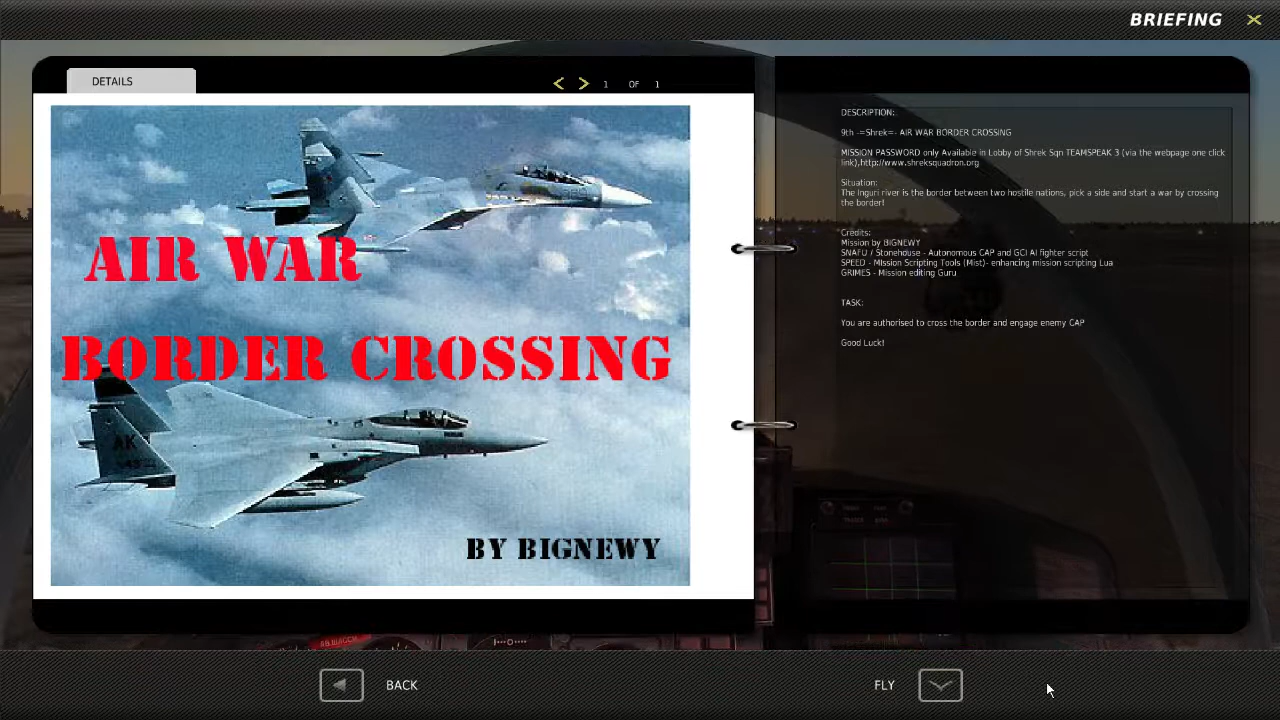 BRIEFING
DETAILS
1 OF 1
AIR WAR
BORDER CROSSING
AK
BY BIGNEWY
DESCRIPTION:
9th -=Shrek=- AIR WAR BORDER CROSSING
MISSION PASSWORD only Available in Lobby of Shrek Sqn TEAMSPEAK 3 (via the webpage one click
link),http://www.shreksquadron.org
Situation:
The Inguri river is the border between two hostile nations, pick a side and start a war by crossing
the border!
Credits:
Mission by BIGNEWY
SNAFU / Stonehouse - Autonomous CAP and GCI AI fighter script
SPEED - MIssion Scripting Tools (Mist)- enhancing mission scripting Lua
GRIMES - Mission editing Guru
TASK:
You are authorised to cross the border and engage enemy CAP
Good Luck!
BACK
FLY